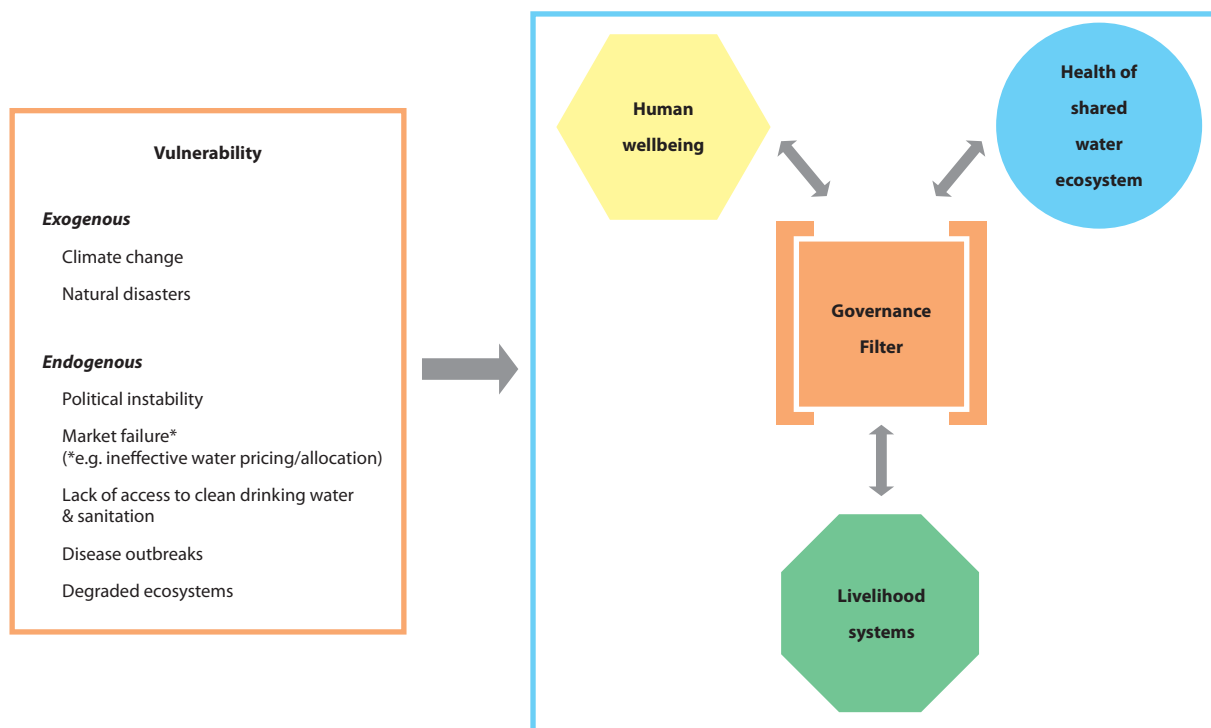 Vulnerability
Exogenous
Climate change
Natural disasters
Endogenous
Political instability
Market failure*
(*e.g. ineffective water pricing/allocation)
Lack of access to clean drinking water
& sanitation
Disease outbreaks
Degraded ecosystems
Human
wellbeing
Health of
shared
water
ecosystem
Governance
Filter
Livelihood
systems